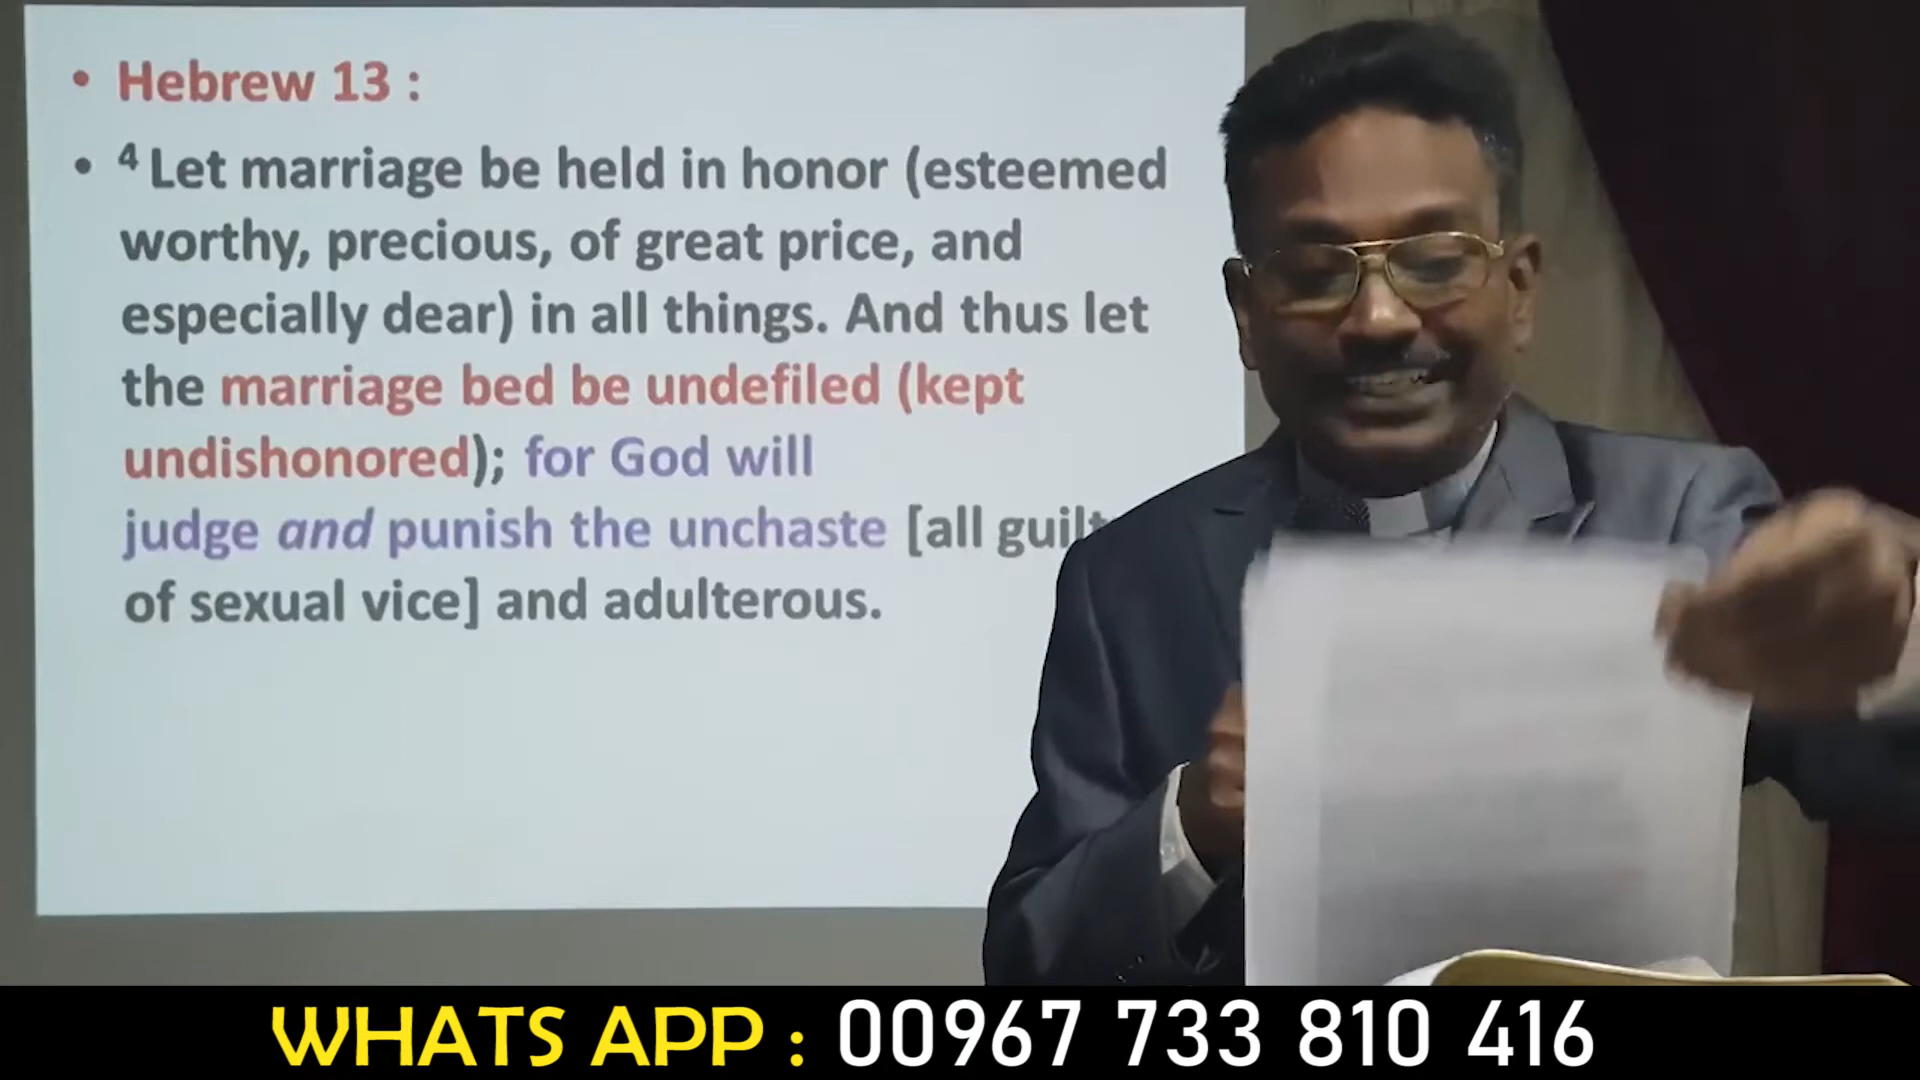 • Hebrew 13 :
• 4 Let marriage be held in honor (esteemed
worthy, precious, of great price, and
especially dear) in all things. And thus let
the marriage bed be undefiled (kept
undishonored); for God will
judge and punish the unchaste [all guilt
of sexual vice] and adulterous.
WHATS APP : 00967 733 810 416